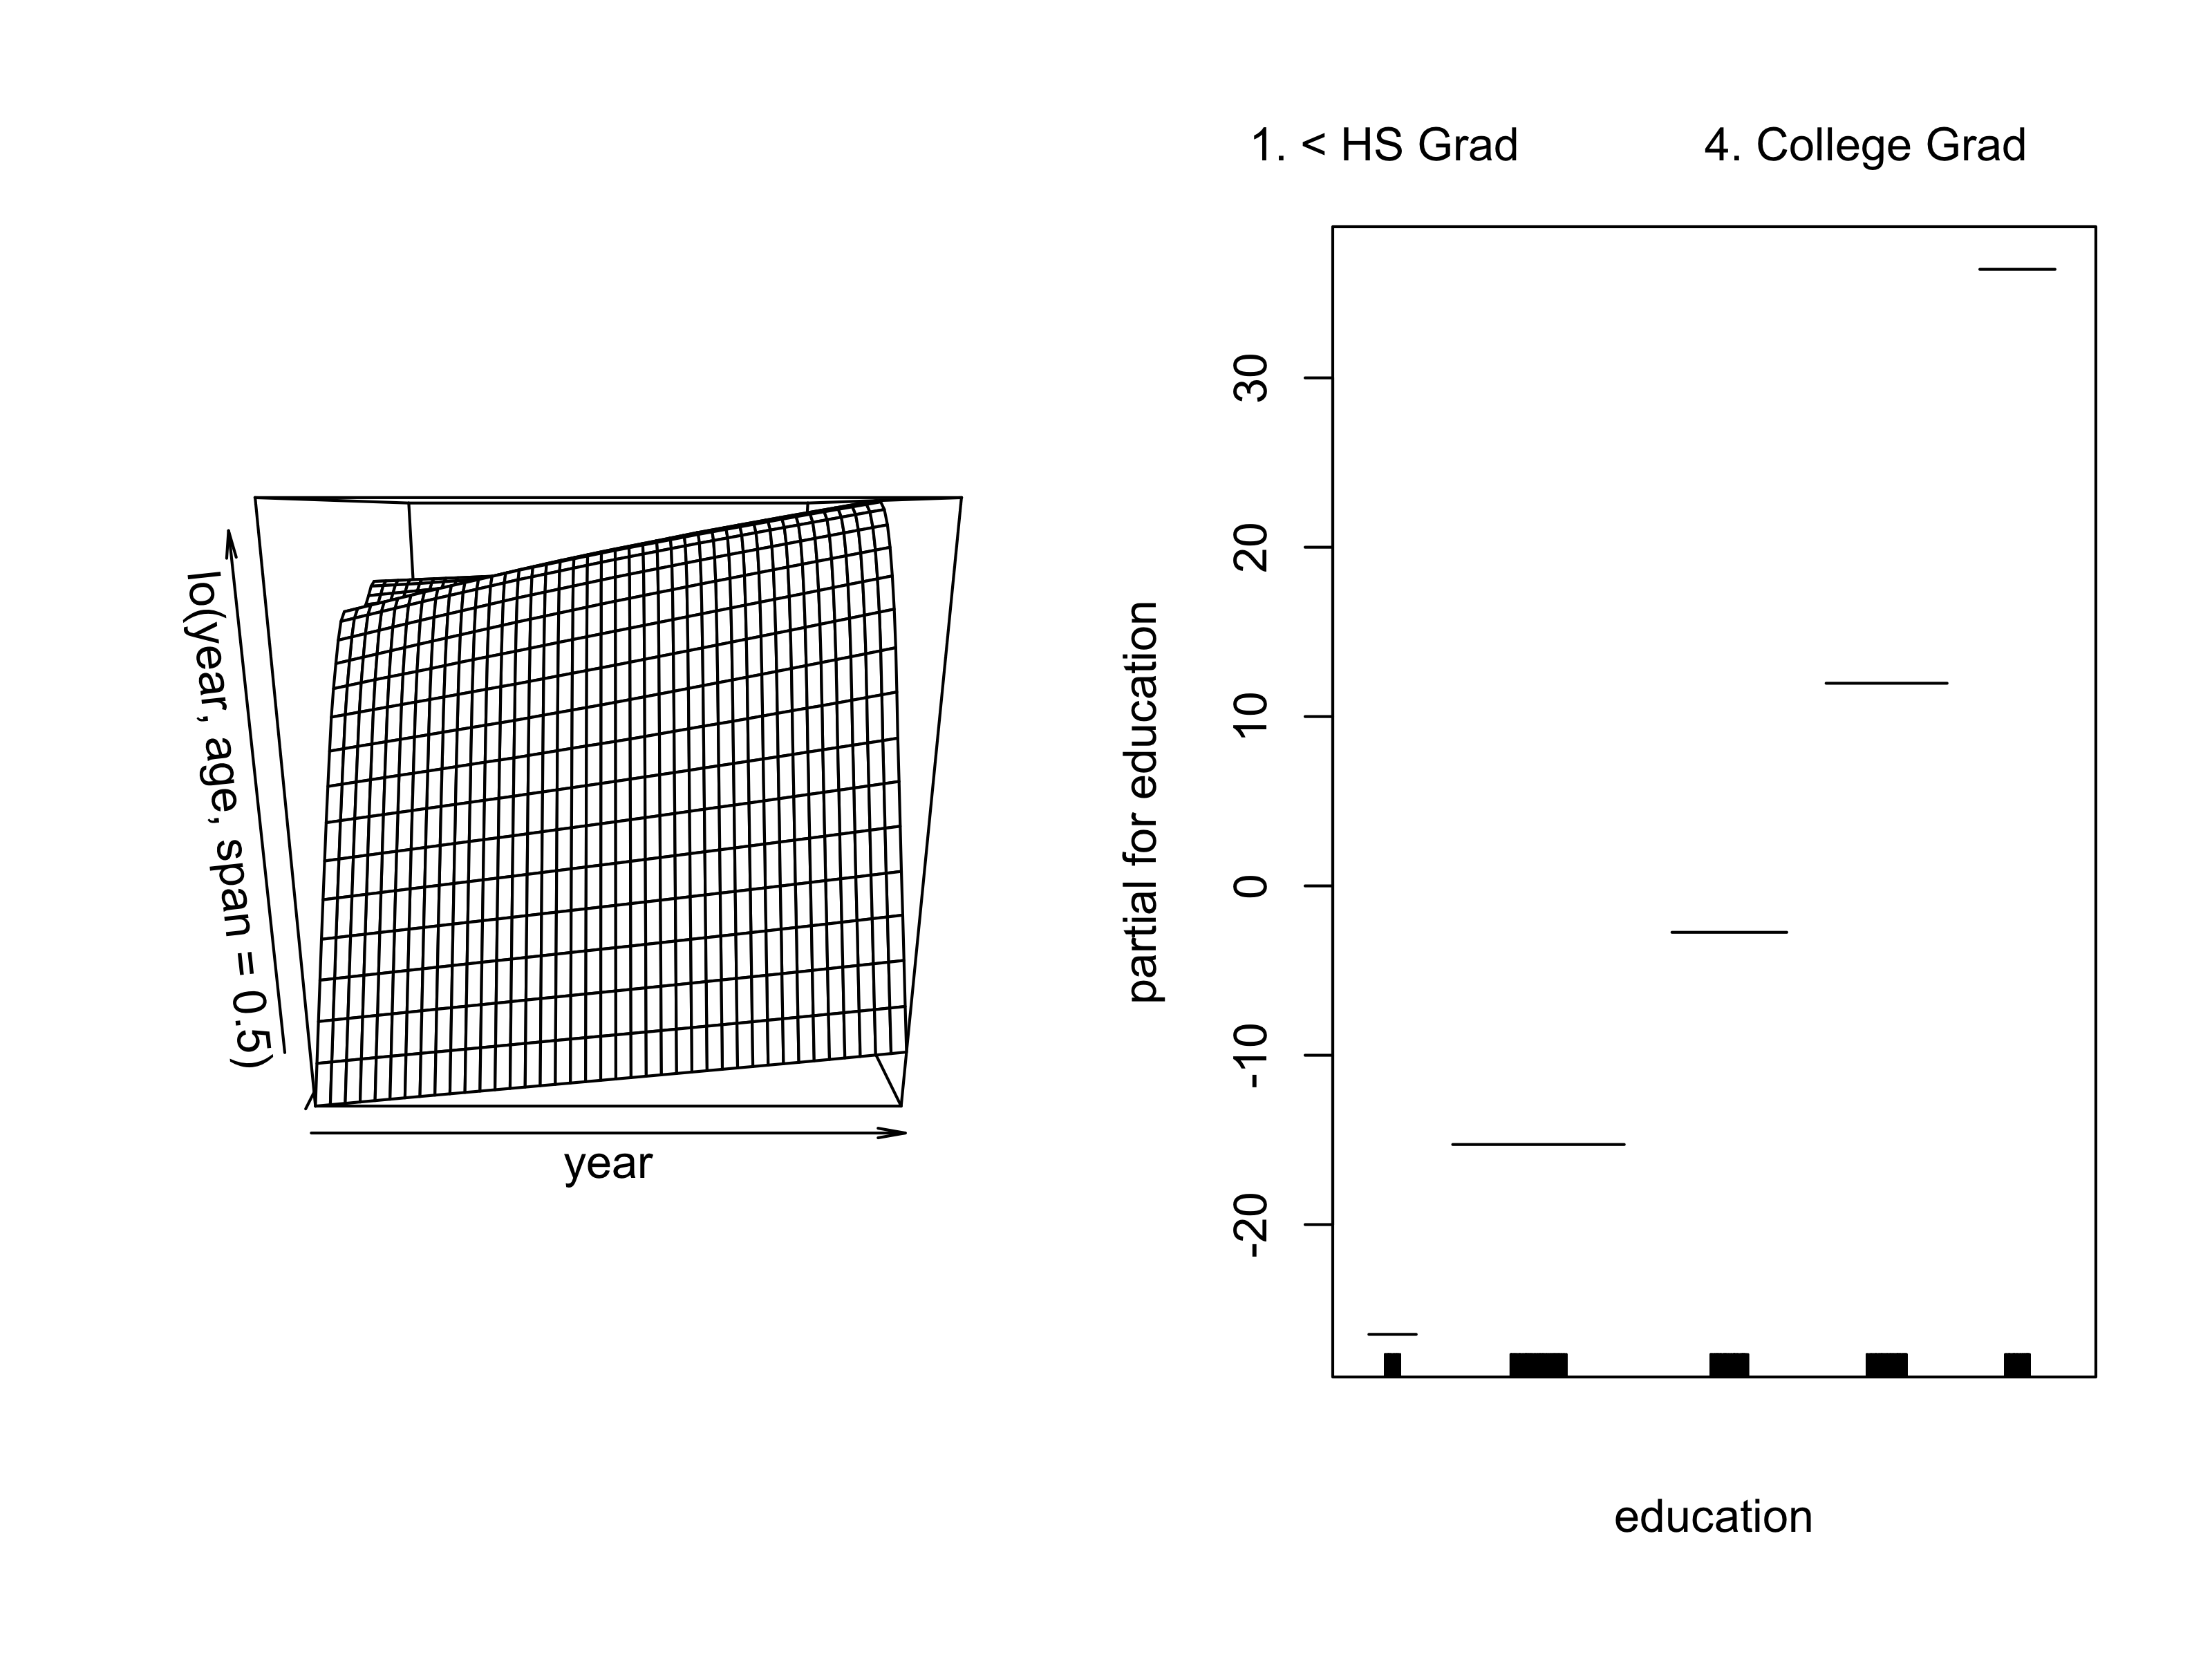 lo(year, age, span = 0.5)
year
1. < HS Grad
4. College Grad
partial for education
30
20
10
0
-10
-20
education